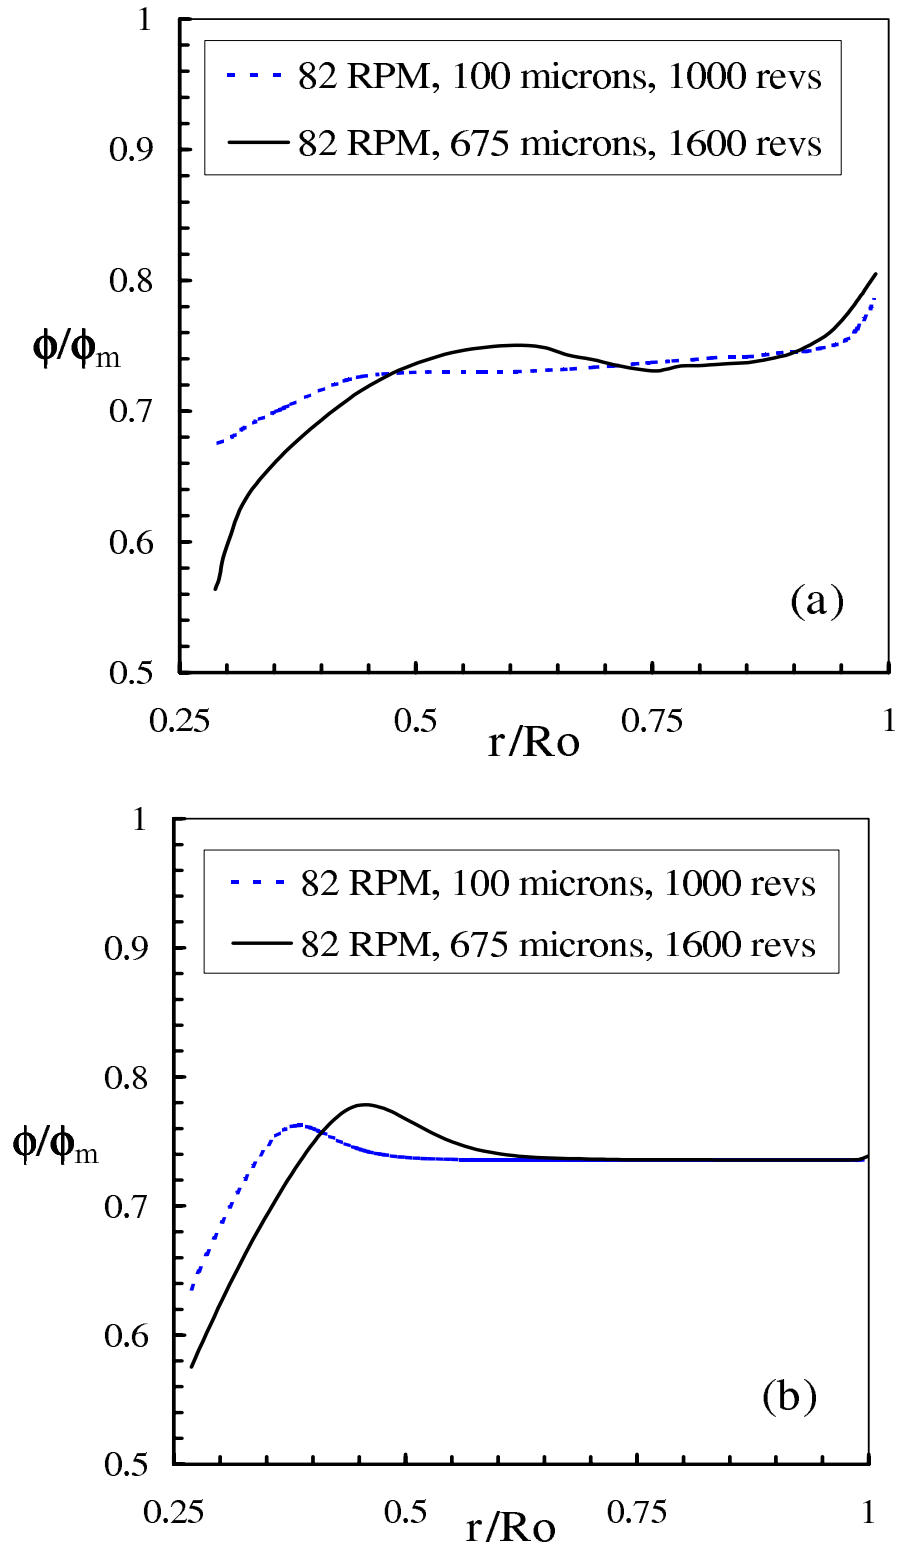 1
82 RPM, 100 microns, 1000 revs
82 RPM, 675 microns, 1600 revs
0.9
0.8
ϕ/ϕm
0.7
0.6
(a)
0.5
0.25 0.5 0.75 1
r/Ro
1
82 RPM, 100 microns, 1000 revs
82 RPM, 675 microns, 1600 revs
0.9
0.8
ϕ/ϕm
0.7
0.6
(b)
0.5
0.25 0.5 0.75 1
r/Ro